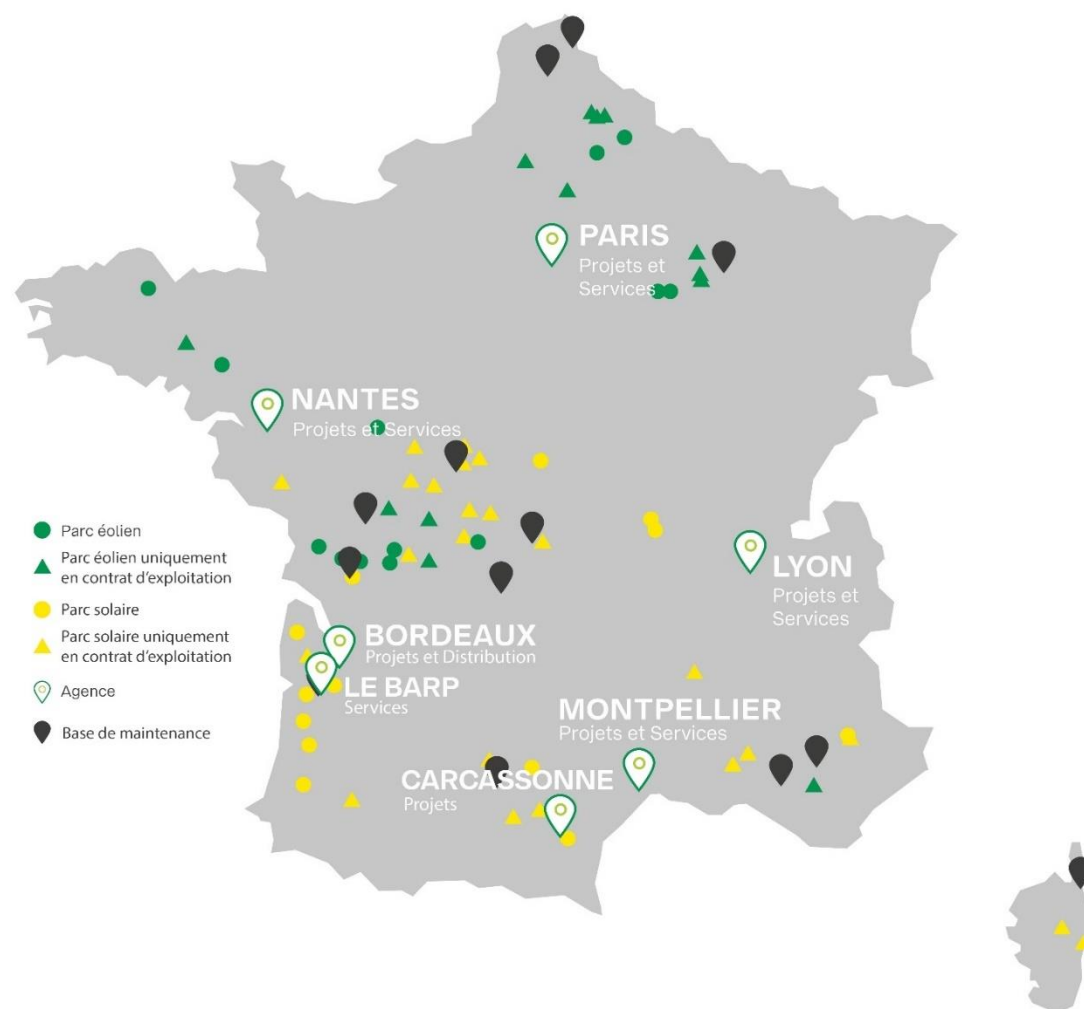 PARIS
Projets et
Services
NANTES
Projets et Services
Parc éolien
Parc éolien uniquement
en contrat d'exploitation
Parc solaire
Parc solaire uniquement
en contrat d'exploitation
Agence
Base de maintenance
LYON
Projets et
Services
BORDEAUX
Projets et Distribution
LE BARP
Services
MONTPELLIER
Projets et Services
CARCASSONNE
Projets